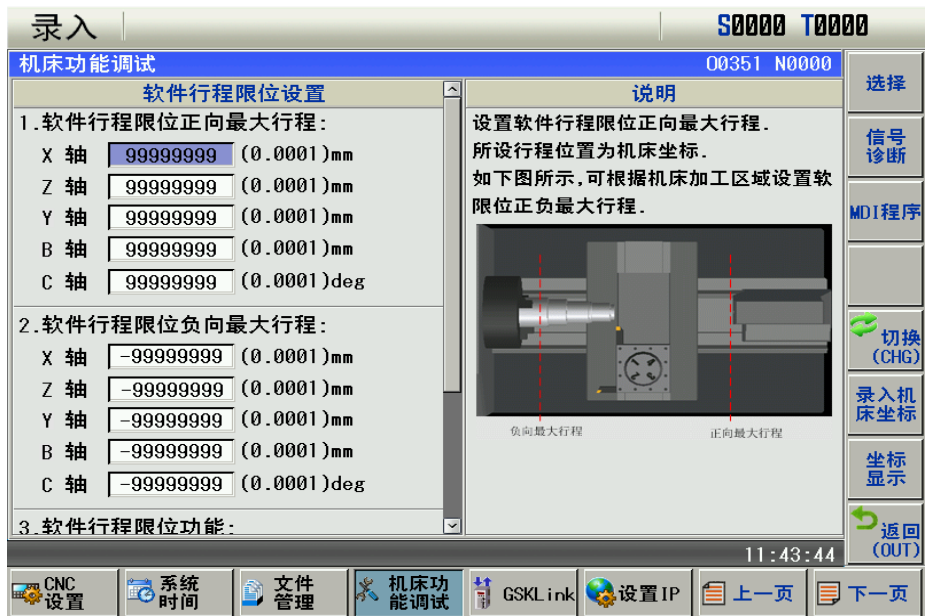 录入
S0000 T0000
机床功能调试
O0351 N0000
软件行程限位设置
1.软件行程限位正向最大行程:
X 轴 99999999 (0.0001)mm
Z 轴 99999999 (0.0001)mm
Y 轴 99999999 (0.0001)mm
B 轴 99999999 (0.0001)mm
C 轴 99999999 (0.0001)deg
2.软件行程限位负向最大行程:
X 轴 -99999999 (0.0001)mm
Z 轴 -99999999 (0.0001)mm
Y 轴 -99999999 (0.0001)mm
B 轴 -99999999 (0.0001)mm
C 轴 -99999999 (0.0001)deg
3.软件行程限位功能:
说明
设置软件行程限位正向最大行程.
所设行程位置为机床坐标.
如下图所示,可根据机床加工区域设置软
限位正负最大行程.
负向最大行程
正向最大行程
选择
信号
诊断
MDI程序
切换
(CHG)
录入机
床坐标
坐标
显示
返回
(OUT)
11:43:44
CNC
设置
系统
时间
文件
管理
机床功
能调试
GSKLink
设置IP
上一页
下一页